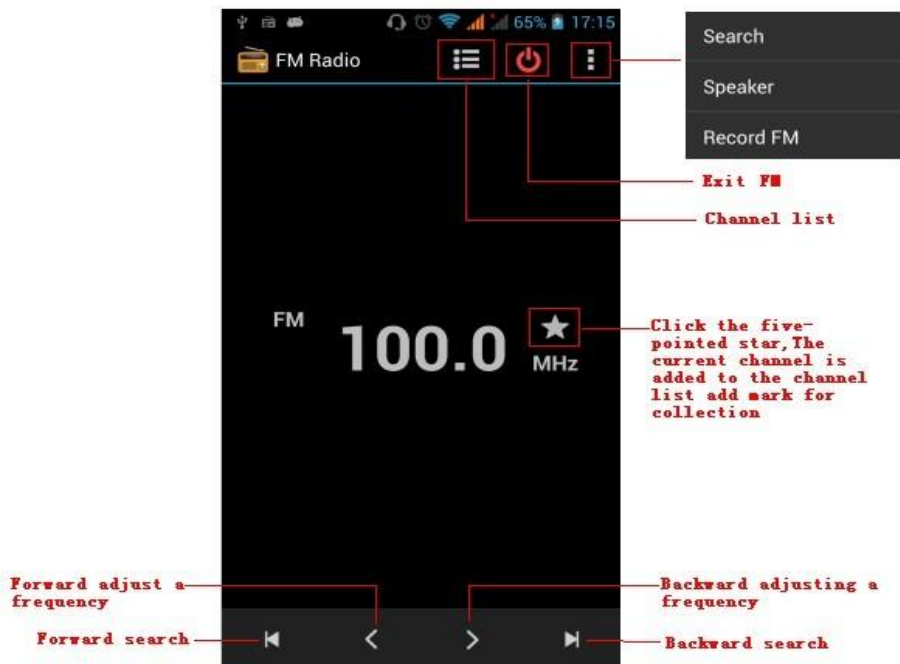 65% 17:15
FM Radio
Search
Speaker
Record FM
Exit FM
Channel list
FM
100.0
MHz
Click the five-
pointed star,The
current channel is
added to the channel
list add mark for
collection
Forward adjust a
frequency
Backward adjusting a
frequency
Forward search
Backward search